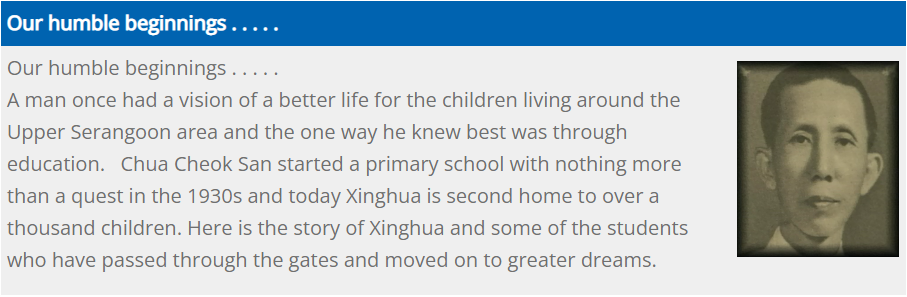 Our humble beginnings . . . . .
Our humble beginnings . . . . .
A man once had a vision of a better life for the children living around the
Upper Serangoon area and the one way he knew best was through
education.   Chua Cheok San started a primary school with nothing more
than a quest in the 1930s and today Xinghua is second home to over a
thousand children. Here is the story of Xinghua and some of the students
who have passed through the gates and moved on to greater dreams.